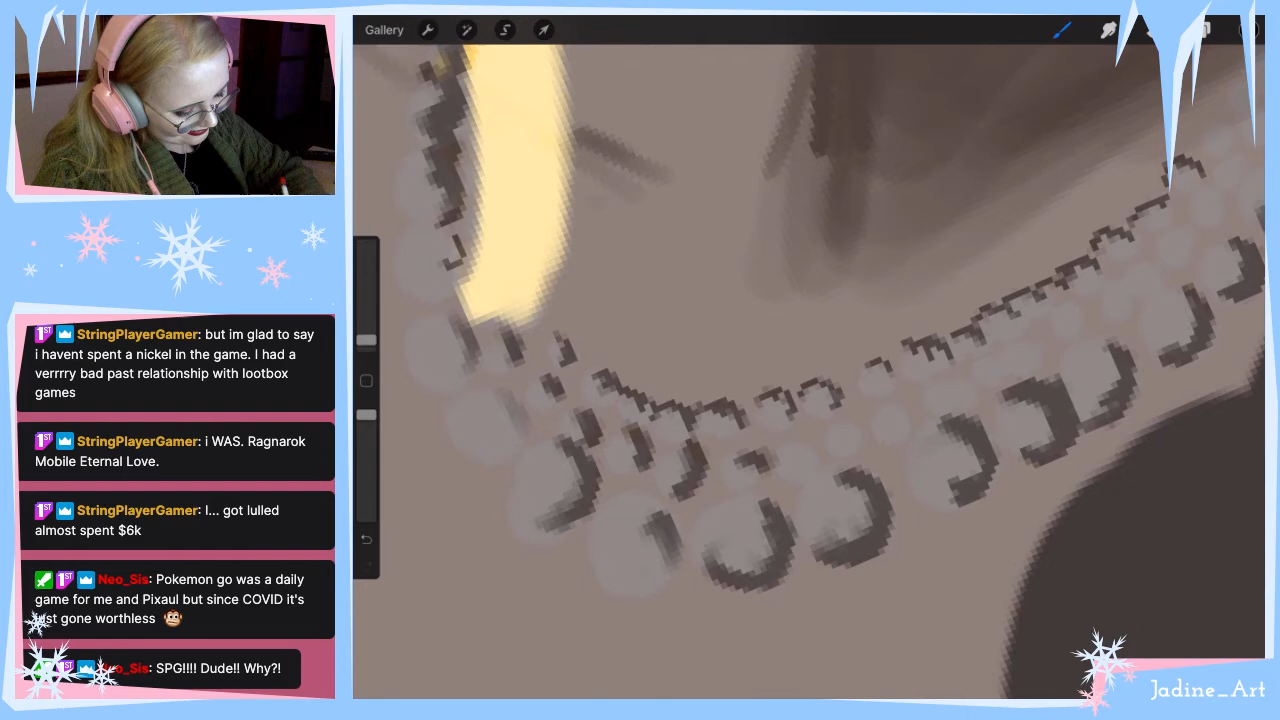 Gallery
StringPlayerGamer: but im glad to say
i havent spent a nickel in the game. I had a
verrrry bad past relationship with lootbox
games
StringPlayerGamer: i WAS. Ragnarok
Mobile Eternal Love.
StringPlayerGamer: I... got lulled
almost spent $6k
Neo_Sis: Pokemon go was a daily
game for me and Pixaul but since COVID it's
just gone worthless
Neo_Sis: SPG!!!! Dude!! Why?!
Jadine_Art